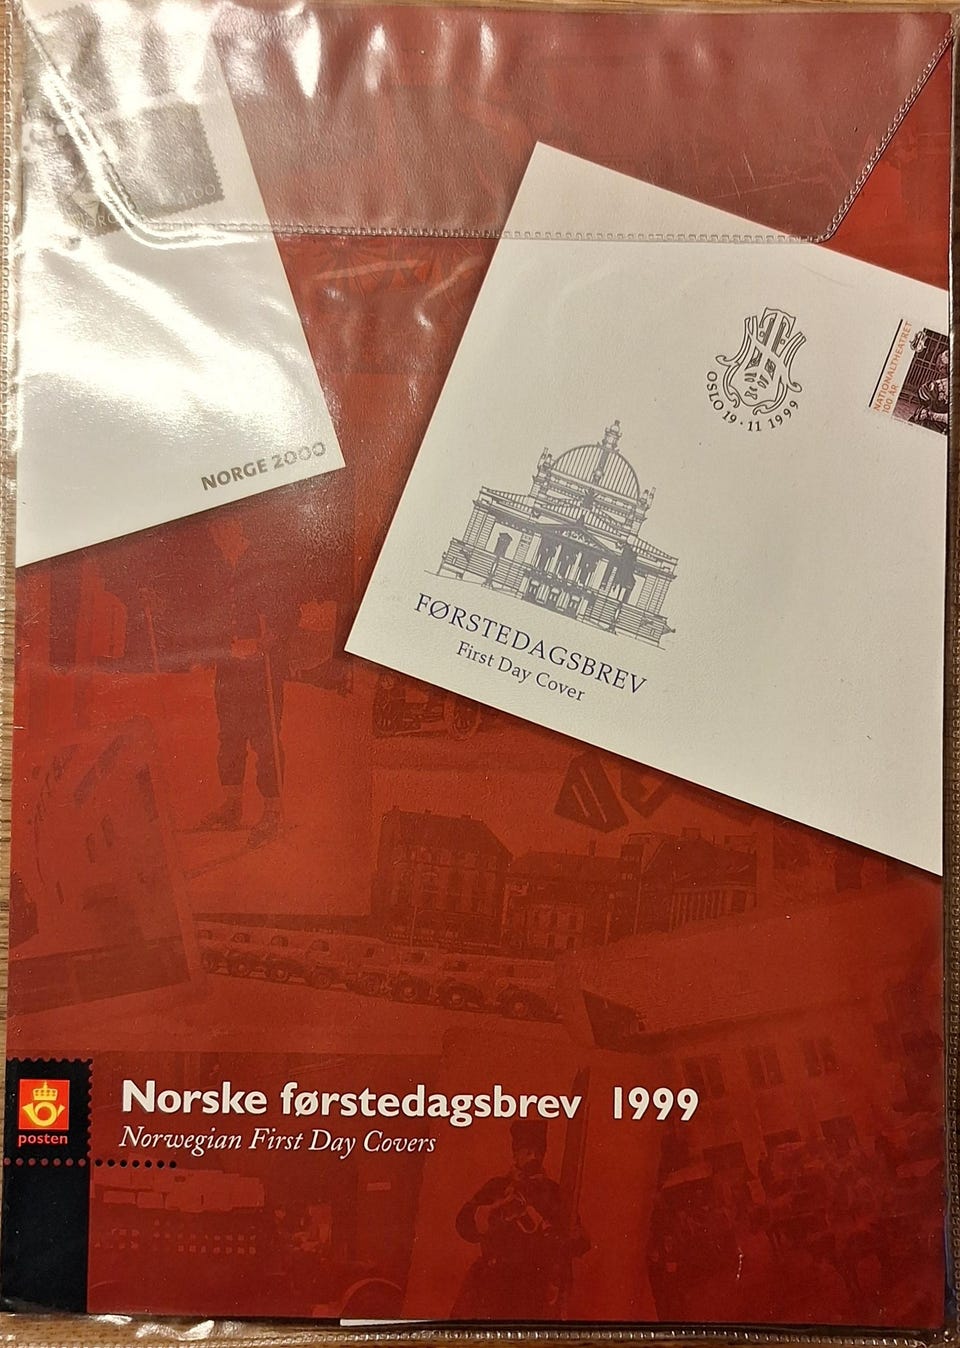 NORGE 2000
NATIONALTHEATRET
100 ÅR
OSLO 19·11 1999
FØRSTEDAGSBREV
First Day Cover
posten
Norske førstedagsbrev 1999
Norwegian First Day Covers